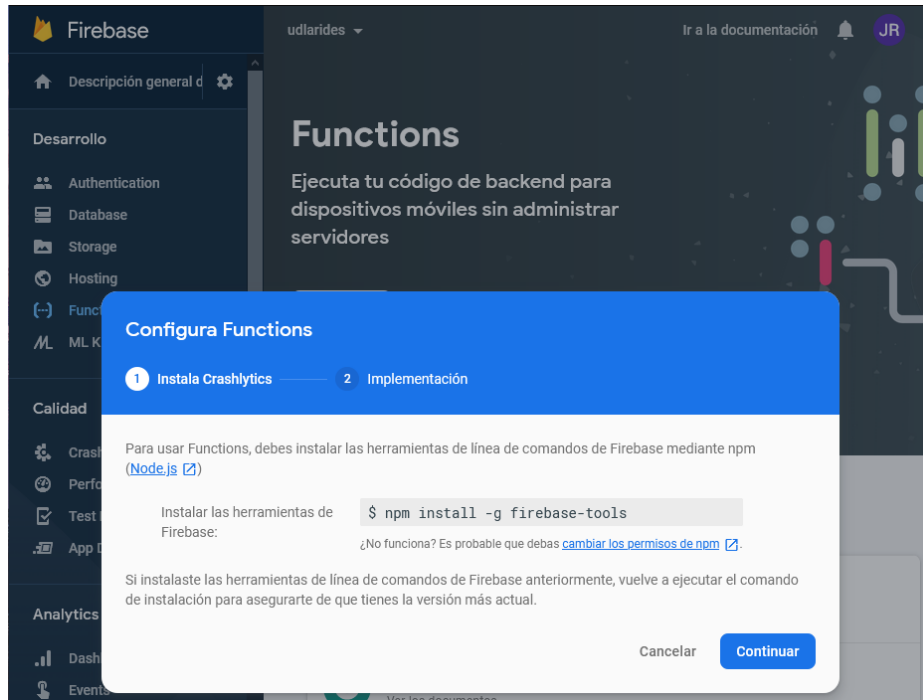 Firebase
udlarides
Ir a la documentación
JR
Descripción general d
Desarrollo
Authentication
Database
Storage
Hosting
Funct
ML K
Calidad
Crash
Perfo
Test
App D
Analytics
Dash
Events
Functions
Ejecuta tu código de backend para
dispositivos móviles sin administrar
servidores
Configura Functions
1 Instala Crashlytics
2 Implementación
Para usar Functions, debes instalar las herramientas de línea de comandos de Firebase mediante npm
(Node.js)
Instalar las herramientas de
Firebase:
$ npm install -g firebase-tools
¿No funciona? Es probable que debas cambiar los permisos de npm.
Si instalaste las herramientas de línea de comandos de Firebase anteriormente, vuelve a ejecutar el comando
de instalación para asegurarte de que tienes la versión más actual.
Cancelar
Continuar
Ver los documentos